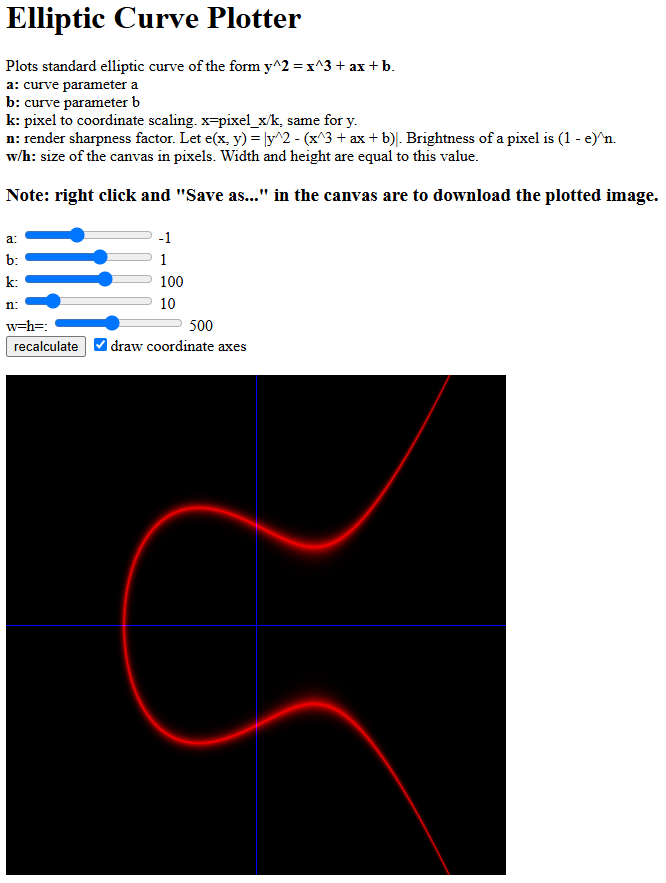 Elliptic Curve Plotter
Plots standard elliptic curve of the form y^2 = x^3 + ax + b.
a: curve parameter a
b: curve parameter b
k: pixel to coordinate scaling. x=pixel_x/k, same for y.
n: render sharpness factor. Let e(x, y) = |y^2 - (x^3 + ax + b)|. Brightness of a pixel is (1 - e)^n.
w/h: size of the canvas in pixels. Width and height are equal to this value.
Note: right click and "Save as..." in the canvas are to download the plotted image.
a: -1
b: 1
k: 100
n: 10
w=h=: 500
recalculate draw coordinate axes